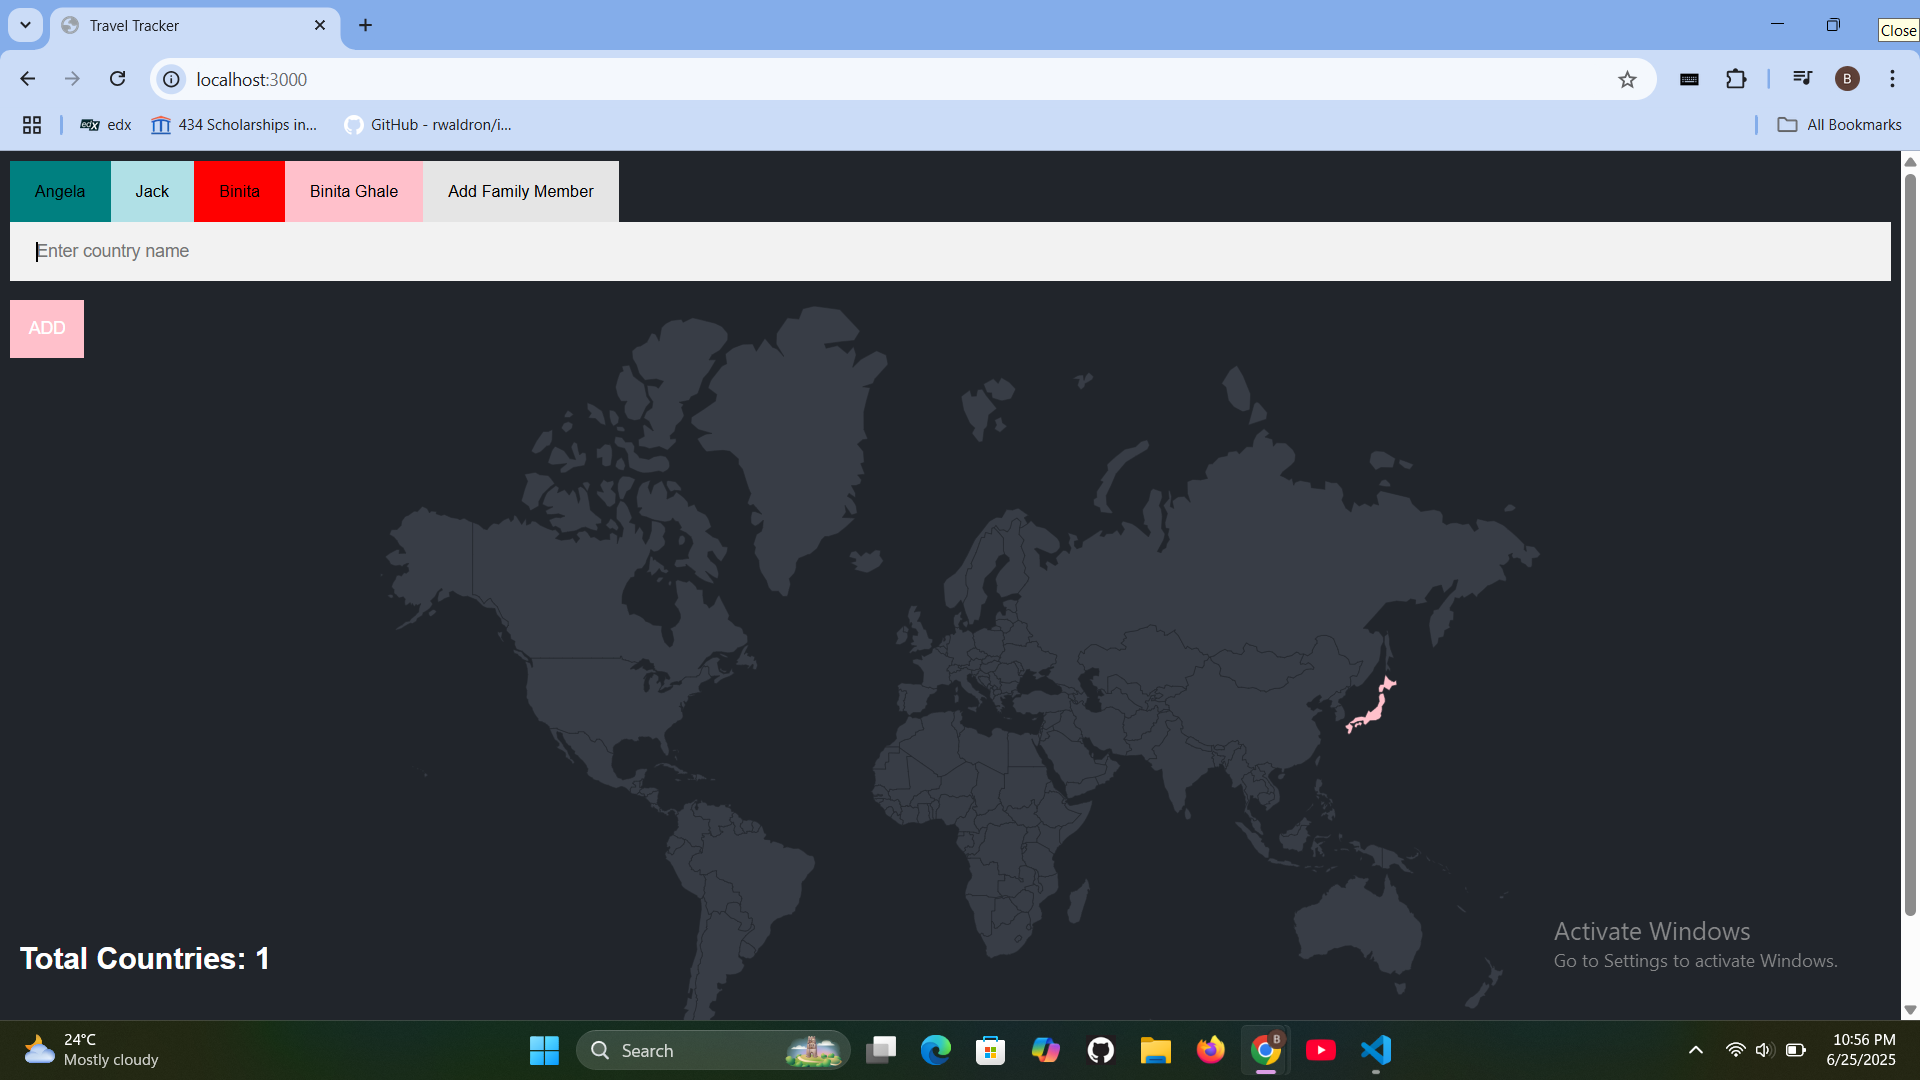 Travel Tracker
Close
localhost:3000
B
edx
edx
434 Scholarships in...
GitHub - rwaldron/i...
All Bookmarks
Angela
Jack
Binita
Binita Ghale
Add Family Member
Enter country name
ADD
Total Countries: 1
Activate Windows
Go to Settings to activate Windows.
24°C
Mostly cloudy
Search
B
10:56 PM
6/25/2025